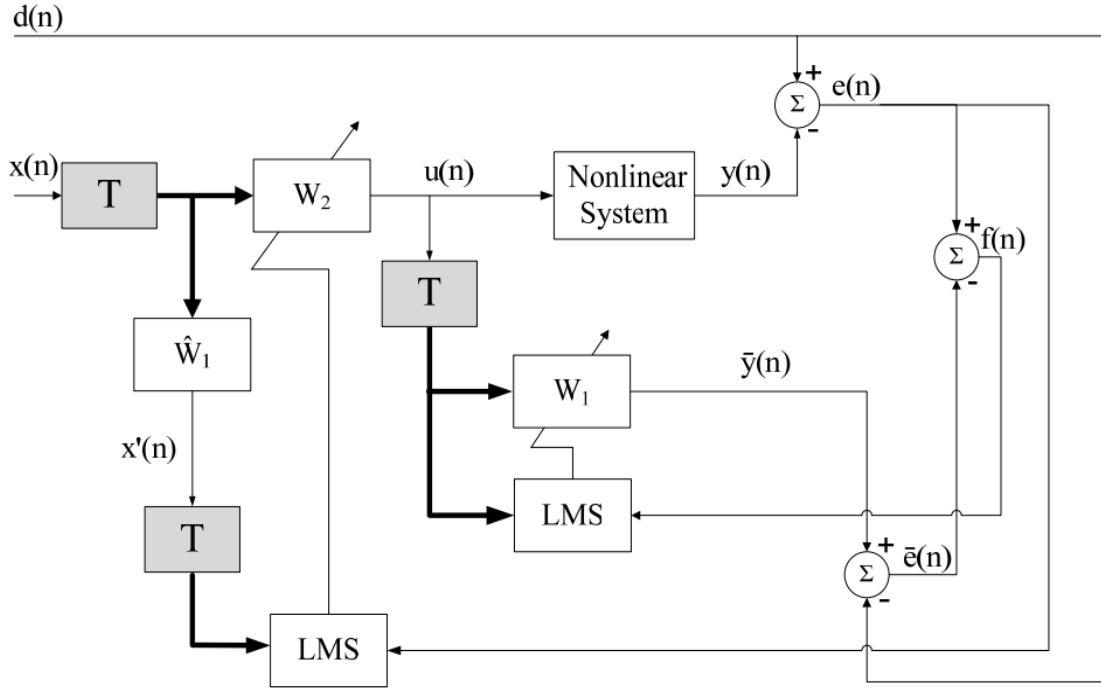 d(n)
+
Σ
e(n)
-
x(n)
T
W₂
u(n)
Nonlinear
System
y(n)
+
Σ
f(n)
-
T
Ŵ₁
W₁
ȳ(n)
x'(n)
T
LMS
+
Σ
ē(n)
-
LMS